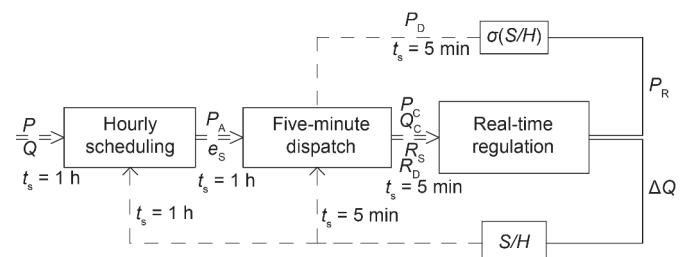 P_D
t_s = 5 min
σ(S/H)
P_R
P
Q
t_s = 1 h
Hourly
scheduling
P_A
e_S
t_s = 1 h
Five-minute
dispatch
P_C
Q_C
R_S
R_D
t_s = 5 min
Real-time
regulation
t_s = 1 h
t_s = 5 min
S/H
ΔQ